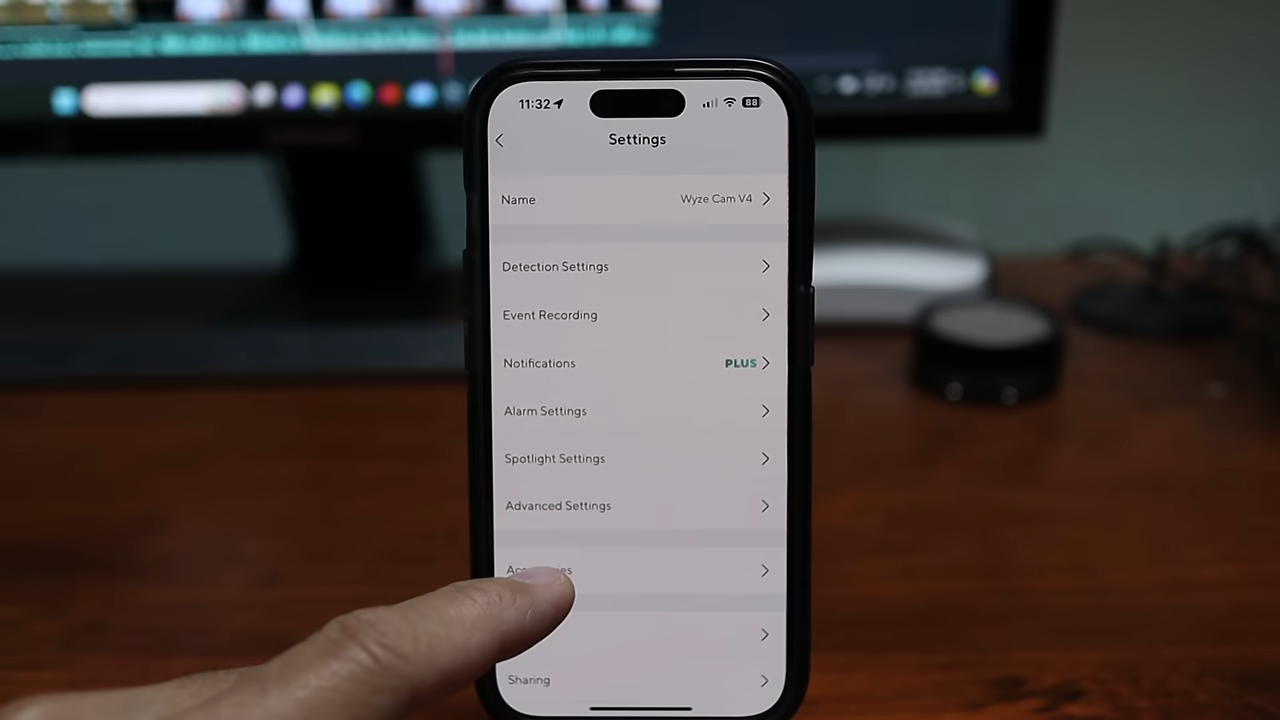 11:32
88
Settings
Name
Wyze Cam V4
Detection Settings
Event Recording
Notifications
PLUS
Alarm Settings
Spotlight Settings
Advanced Settings
Sharing